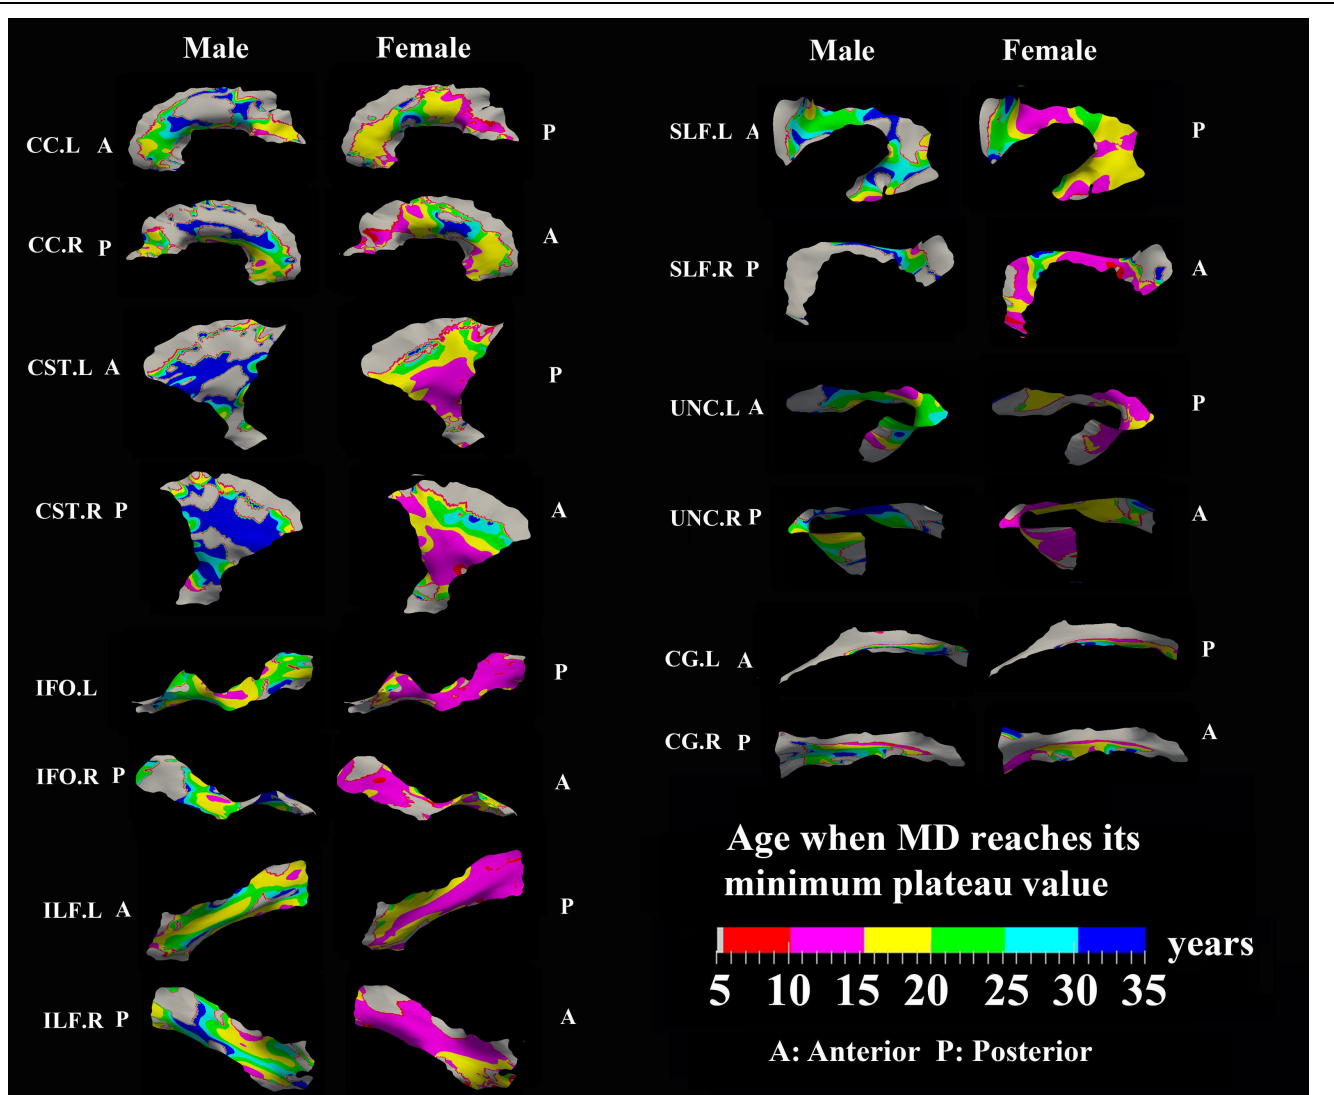 Male Female
CC.L A P
CC.R P A
CST.L A P
CST.R P A
IFO.L P
IFO.R P A
ILF.L A P
ILF.R P A
Male Female
SLF.L A P
SLF.R P A
UNC.L A P
UNC.R P A
CG.L A P
CG.R P A
Age when MD reaches its
minimum plateau value
years
5 10 15 20 25 30 35
A: Anterior P: Posterior